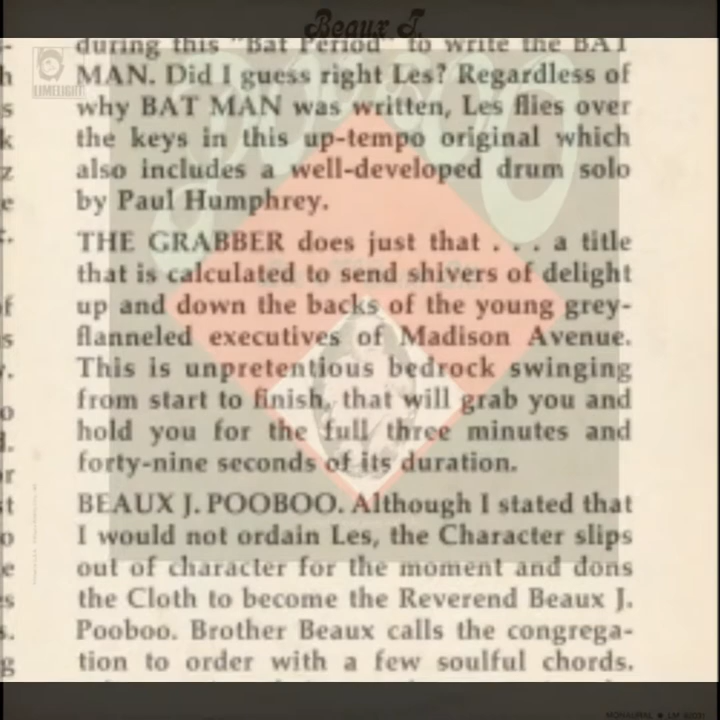 Beaux J.
during this "Bat Period" to write the BAT
LIMELIGHT
MAN. Did I guess right Les? Regardless of
why BAT MAN was written, Les flies over
the keys in this up-tempo original which
also includes a well-developed drum solo
by Paul Humphrey.
THE GRABBER does just that . . . a title
that is calculated to send shivers of delight
up and down the backs of the young grey-
flanneled executives of Madison Avenue.
This is unpretentious bedrock swinging
from start to finish, that will grab you and
hold you for the full three minutes and
forty-nine seconds of its duration.
BEAUX J. POOBOO. Although I stated that
I would not ordain Les, the Character slips
out of character for the moment and dons
the Cloth to become the Reverend Beaux J.
Pooboo. Brother Beaux calls the congrega-
tion to order with a few soulful chords.